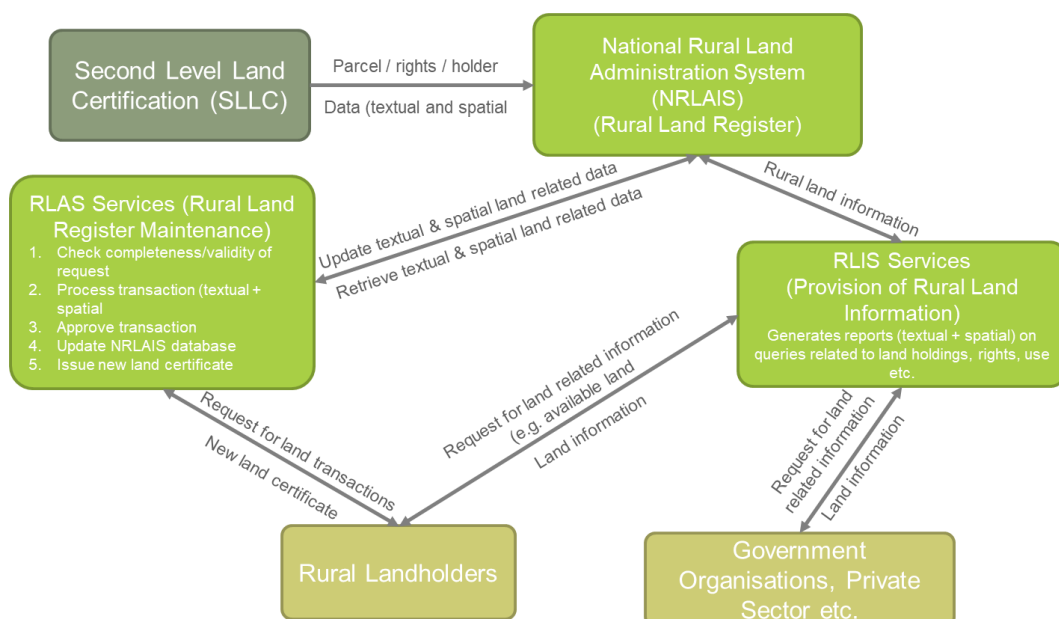 Second Level Land
Certification (SLLC)
Parcel / rights / holder
Data (textual and spatial
National Rural Land
Administration System
(NRLAIS)
(Rural Land Register)
RLAS Services (Rural Land
Register Maintenance)
1. Check completeness/validity of
request
2. Process transaction (textual +
spatial
3. Approve transaction
4. Update NRLAIS database
5. Issue new land certificate
Update textual & spatial land related data
Retrieve textual & spatial land related data
Rural land information
RLIS Services
(Provision of Rural Land
Information)
Generates reports (textual + spatial) on
queries related to land holdings, rights, use
etc.
Request for land transactions
New land certificate
Request for land related information
(e.g. available land
Land information
Request for land
related information
Land information
Rural Landholders
Government
Organisations, Private
Sector etc.